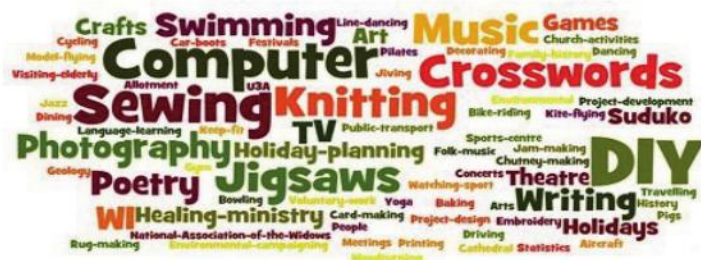 Crafts Swimming Line-dancing Art Music Games
Cycling Car-boots Festivals Church-activities
Model-flying Computer Pilates Decorating Family-history Dancing
Visiting-elderly Jiving Crosswords
Allotment U3A
Jazz Sewing Knitting Environmental Project-development
Dining Bike-riding Kite-flying Suduko
Language-learning Keep-fit TV Public-transport
Photography Holiday-planning Folk-music Sports-centre Jam-making DIY
Geology Gym Chutney-making
Poetry Jigsaws Watching-sport Concerts Theatre Travelling
Bowling Voluntary-work Yoga Baking Arts Writing History
WI Healing-ministry Card-making Project-design Embroidery Holidays Pigs
National-Association-of-the-Widows People Driving
Rug-making Environmental-campaigning Meetings Printing Cathedral Statistics Aircraft